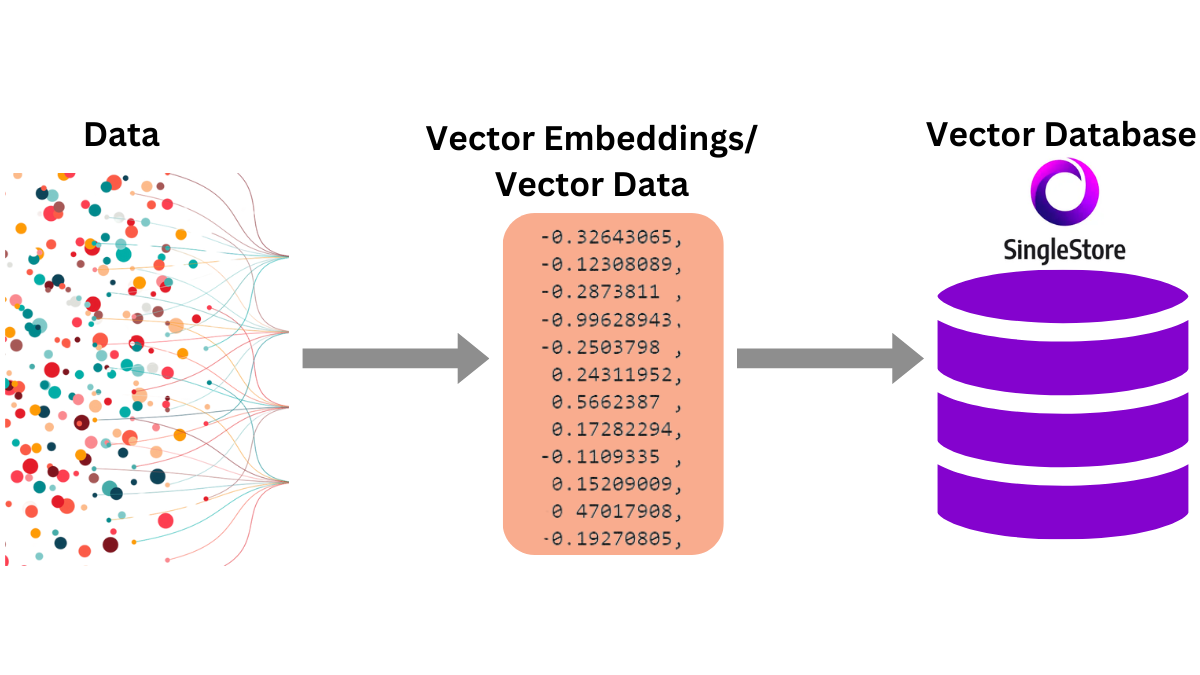 Data
Vector Embeddings/
Vector Data
-0.32643065,
-0.12308089,
-0.2873811 ,
-0.99628943,
-0.2503798 ,
0.24311952,
0.5662387 ,
0.17282294,
-0.1109335 ,
0.15209009,
0 47017908,
-0.19270805,
Vector Database
SingleStore